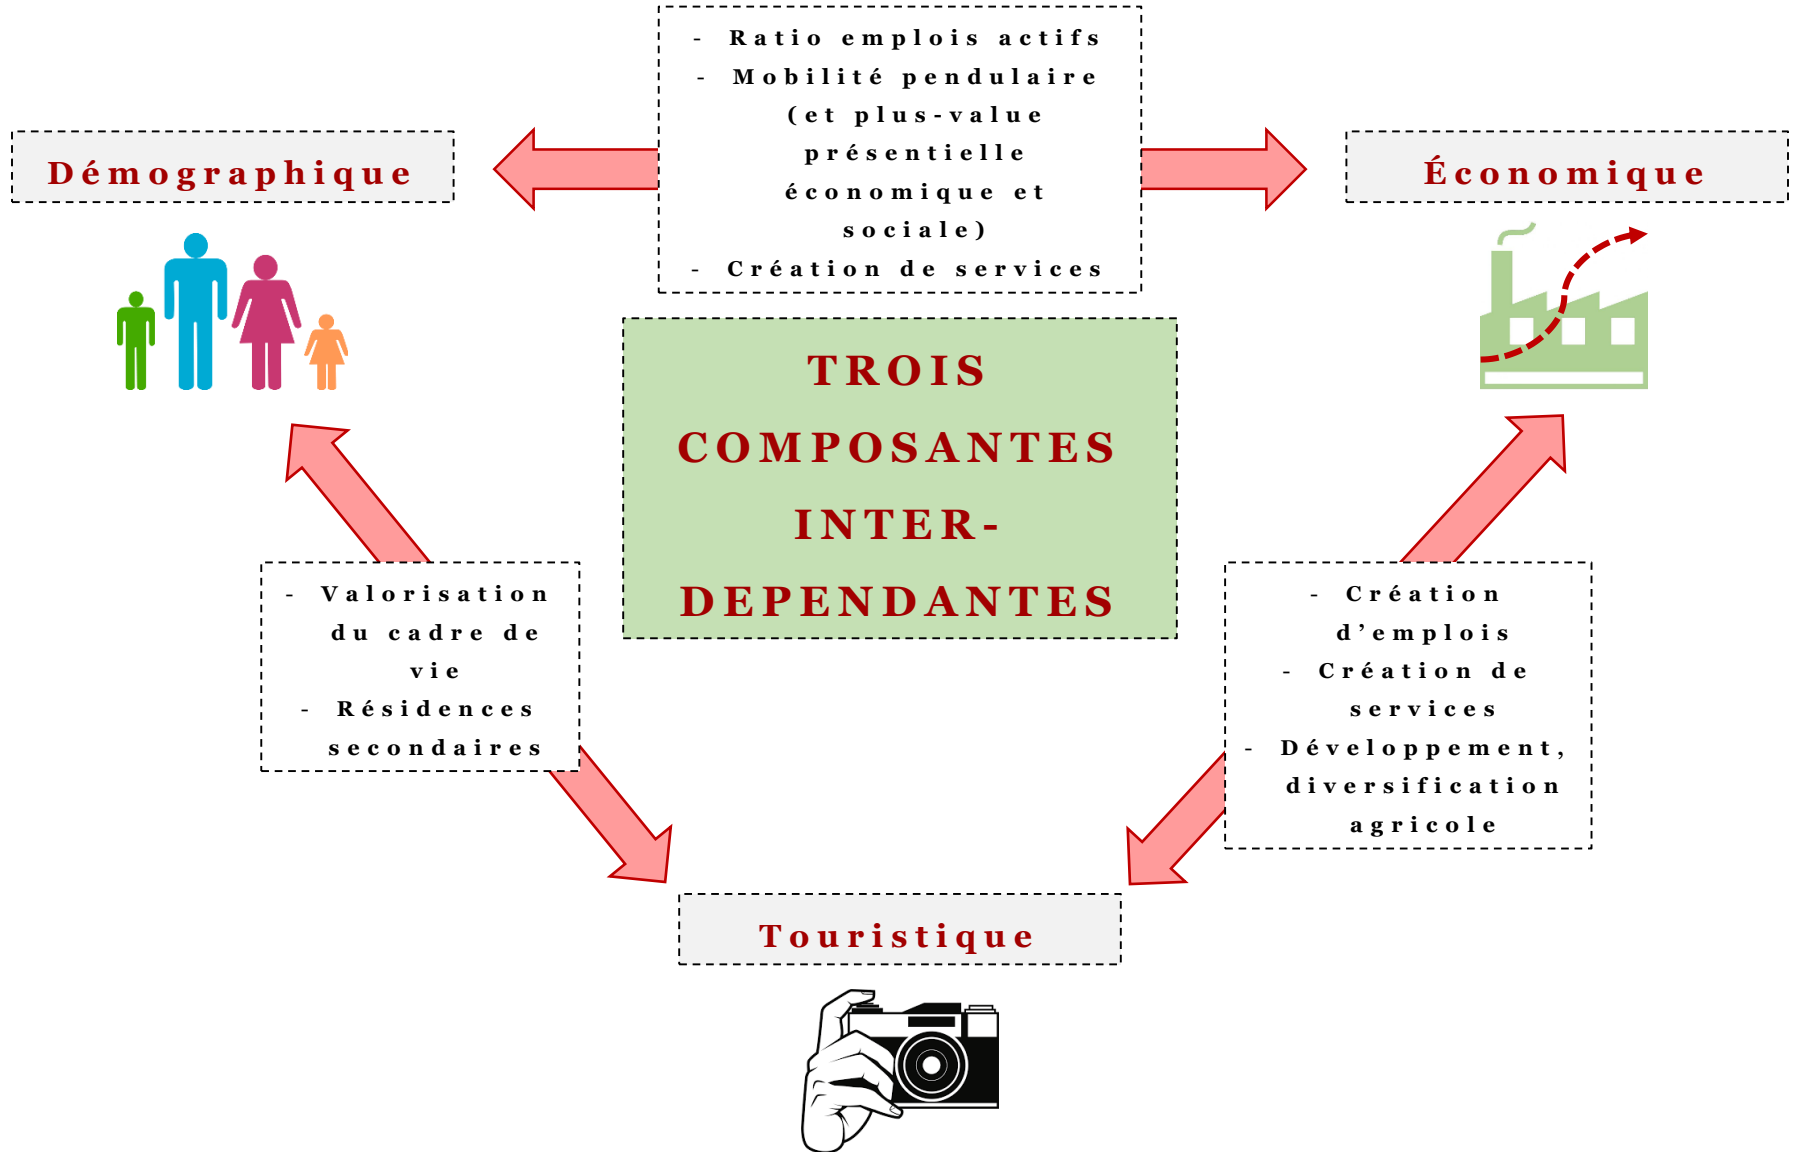 - Ratio emplois actifs
- Mobilité pendulaire
(et plus-value
présentielle
économique et
sociale)
- Création de services
Démographique
Économique
TROIS
COMPOSANTES
INTER-
DEPENDANTES
- Valorisation
du cadre de
vie
- Résidences
secondaires
- Création
d’emplois
- Création de
services
- Développement,
diversification
agricole
Touristique